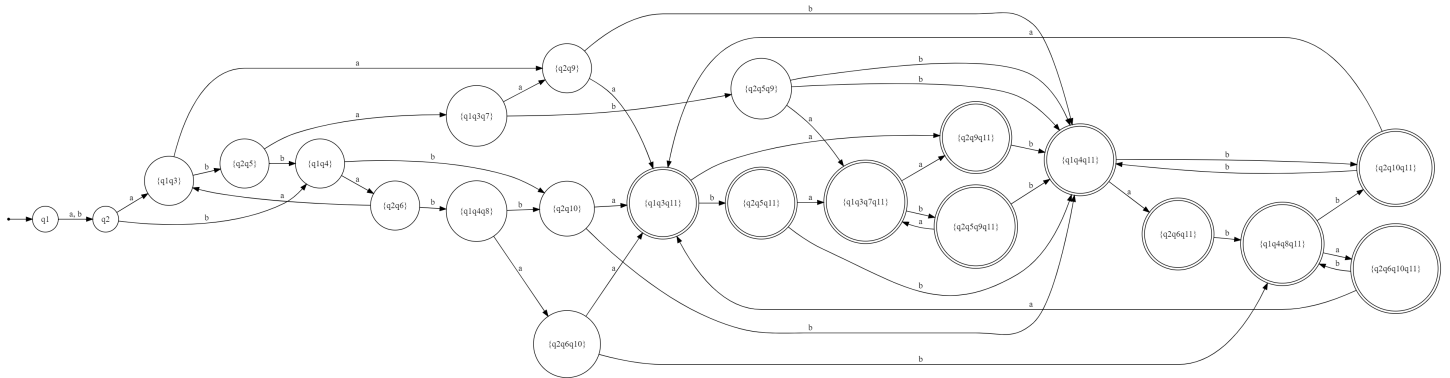 b
a
{q2q9}
a
b
b
a
{q2q5q9}
a
{q1q3q7}
b
a
{q2q9q11}
b
{q1q4q11}
b
b
{q2q10q11}
{q2q5}
b
{q1q4}
b
a
{q1q3}
b
a
a
a
{q2q6}
b
{q1q4q8}
b
{q2q10}
a
{q1q3q11}
b
{q2q5q11}
a
{q1q3q7q11}
b
a
{q2q5q9q11}
b
a
q1
a, b
q2
a
b
{q2q6q11}
b
{q1q4q8q11}
b
a
b
{q2q6q10q11}
a
a
b
a
{q2q6q10}
b
b